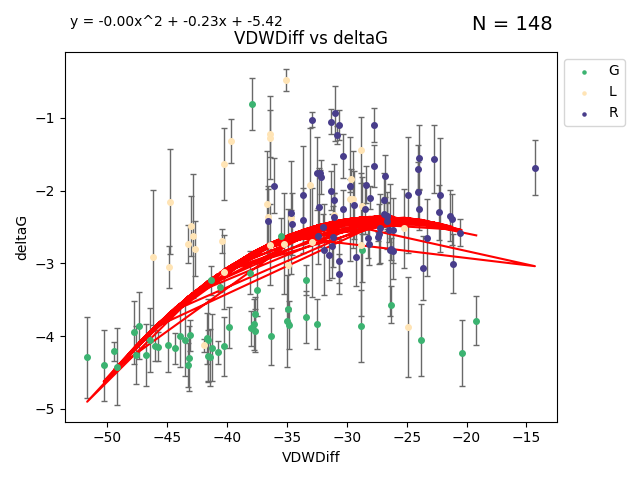 y = -0.00x^2 + -0.23x + -5.42
N = 148
VDWDiff vs deltaG
G
L
R
deltaG
−1
−2
−3
−4
−5
−50 −45 −40 −35 −30 −25 −20 −15
VDWDiff